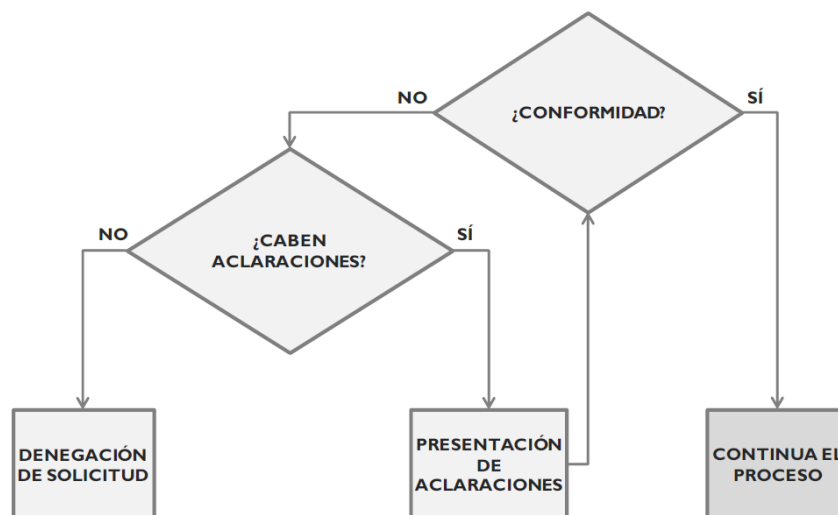 NO
SÍ
¿CONFORMIDAD?
NO
SÍ
¿CABEN
ACLARACIONES?
DENEGACIÓN
DE SOLICITUD
PRESENTACIÓN
DE
ACLARACIONES
CONTINUA EL
PROCESO